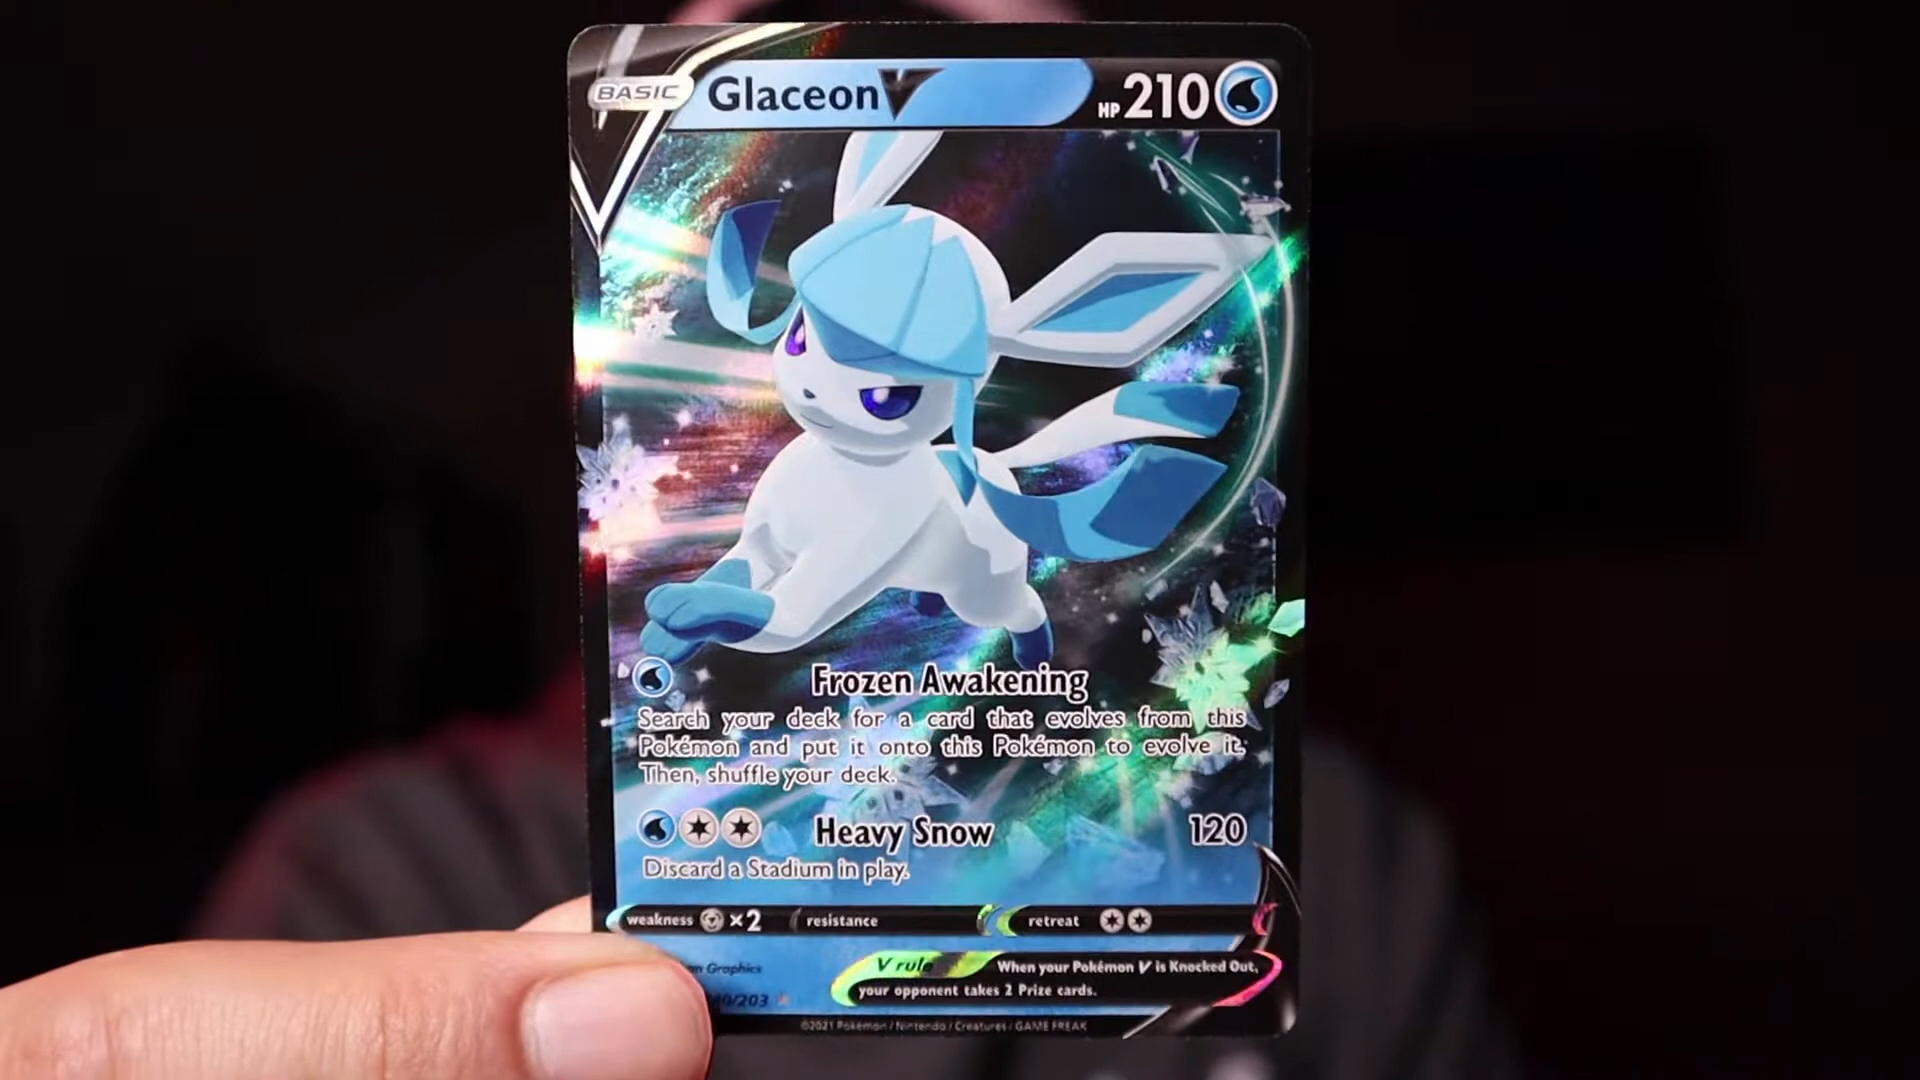 BASIC Glaceon V HP 210
Frozen Awakening
Search your deck for a card that evolves from this
Pokémon and put it onto this Pokémon to evolve it.
Then, shuffle your deck.
Heavy Snow 120
Discard a Stadium in play.
weakness ×2 resistance retreat
Graphics
V rule When your Pokémon V is Knocked Out,
your opponent takes 2 Prize cards.
/203
©2021 Pokémon / Nintendo / Creatures / GAME FREAK